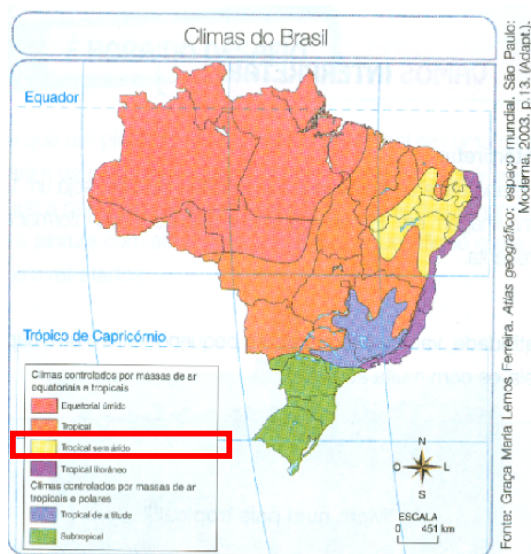 Climas do Brasil
Equador
Trópico de Capricórnio
Climas controlados por massas de ar
equatoriais e tropicais
Equatorial úmido
Tropical
Tropical semi árido
Tropical litorâneo
Climas controlados por massas de ar
tropicais e polares
Tropical de altitude
Subtropical
N
O
L
S
ESCALA
0 451 km
Fonte: Graça Maria Lemos Ferreira. Atlas geográfico: espaço mundial. São Paulo:
Moderna, 2003. p.13. (Adapt.).